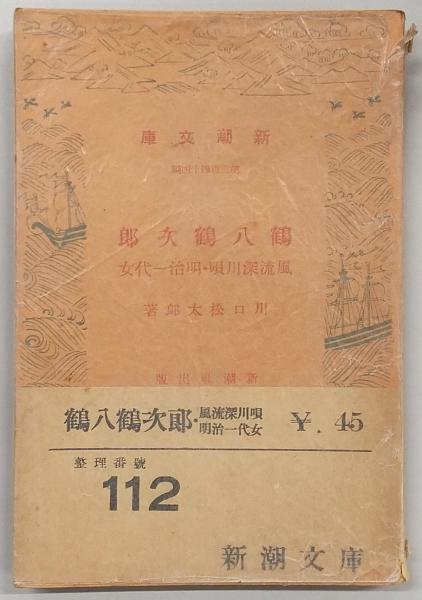 新潮文庫
鶴八鶴次郎
風流深川唄・明治一代女
川口松太郎著
新潮社出版
鶴八鶴次郎・風流深川唄 明治一代女 ¥.45
整理番號
112
新潮文庫